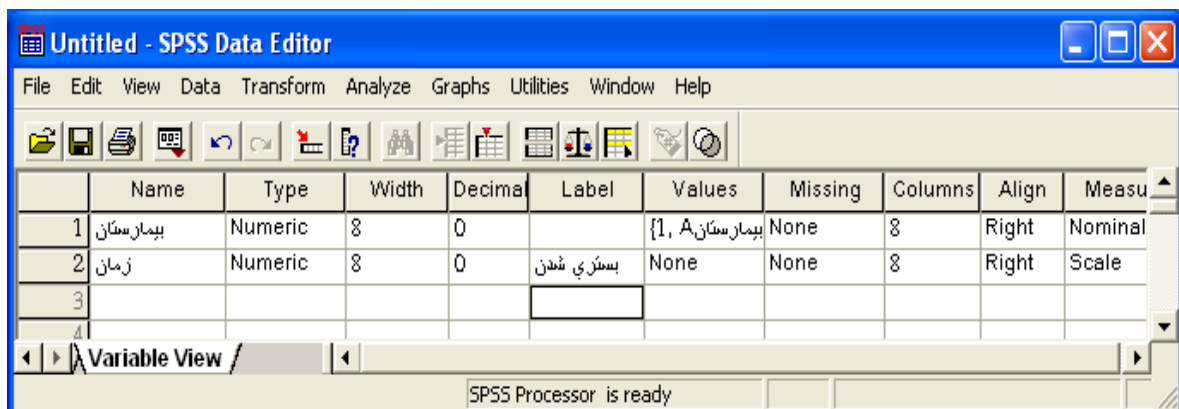 Untitled - SPSS Data Editor
File Edit View Data Transform Analyze Graphs Utilities Window Help
Name Type Width Decimal Label Values Missing Columns Align Measu
1 بيمارستان Numeric 8 0 {1, Aبيمارستان None 8 Right Nominal
2 زمان Numeric 8 0 بستري شدن None None 8 Right Scale
3
4
Variable View
SPSS Processor is ready